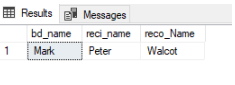 Results Messages
bd_name reci_name reco_Name
1 Mark Peter Walcot